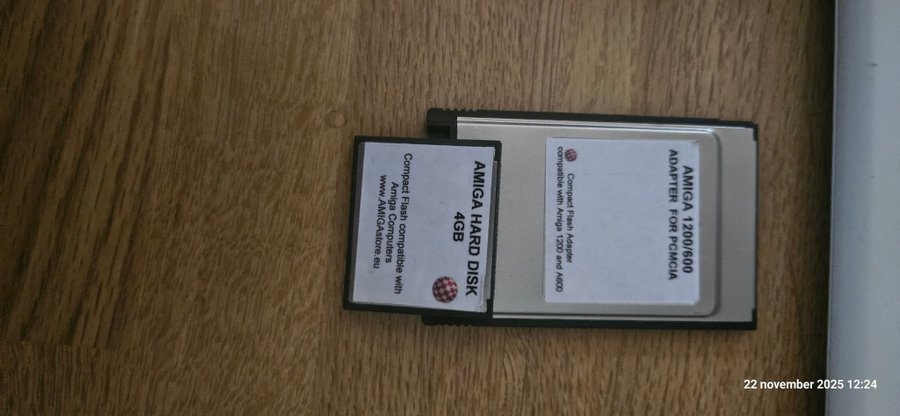 AMIGA HARD DISK
4GB
Compact Flash compatible with
Amiga Computers
www.AMIGAstore.eu
AMIGA 1200/600
ADAPTER FOR PCMCIA
Compact Flash Adapter
compatible with Amiga 1200 and A600
22 november 2025 12:24